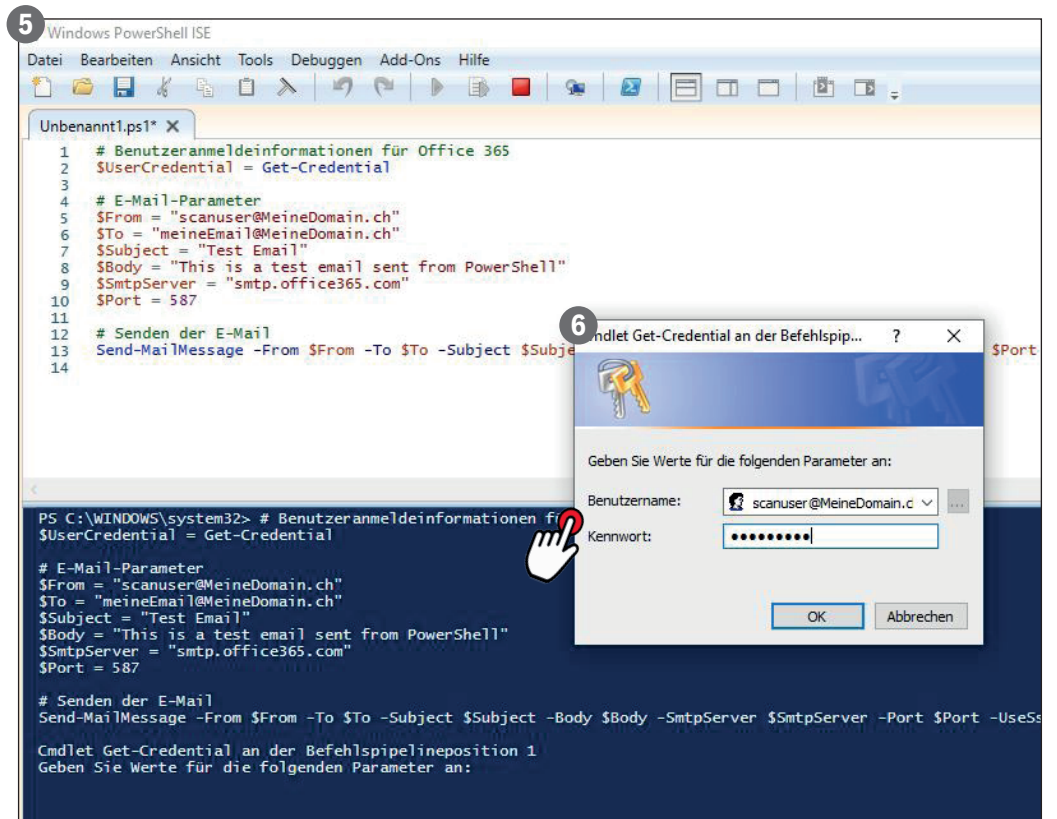 5
Windows PowerShell ISE
Datei Bearbeiten Ansicht Tools Debuggen Add-Ons Hilfe
Unbenannt1.ps1* X
1 # Benutzeranmeldeinformationen für Office 365
2 $UserCredential = Get-Credential
3
4 # E-Mail-Parameter
5 $From = "scanuser@MeineDomain.ch"
6 $To = "meineEmail@MeineDomain.ch"
7 $Subject = "Test Email"
8 $Body = "This is a test email sent from PowerShell"
9 $SmtpServer = "smtp.office365.com"
10 $Port = 587
11
12 # Senden der E-Mail
13 Send-MailMessage -From $From -To $To -Subject $Subje $Port
14
6
mdlet Get-Credential an der Befehlspip... ? X
Geben Sie Werte für die folgenden Parameter an:
Benutzername: scanuser@MeineDomain.c ...
Kennwort: •••••••••
OK Abbrechen
PS C:\WINDOWS\system32> # Benutzeranmeldeinformationen f
$UserCredential = Get-Credential
# E-Mail-Parameter
$From = "scanuser@MeineDomain.ch"
$To = "meineEmail@MeineDomain.ch"
$Subject = "Test Email"
$Body = "This is a test email sent from PowerShell"
$SmtpServer = "smtp.office365.com"
$Port = 587
# Senden der E-Mail
Send-MailMessage -From $From -To $To -Subject $Subject -Body $Body -SmtpServer $SmtpServer -Port $Port -UseSs
Cmdlet Get-Credential an der Befehlspipelineposition 1
Geben Sie Werte für die folgenden Parameter an: